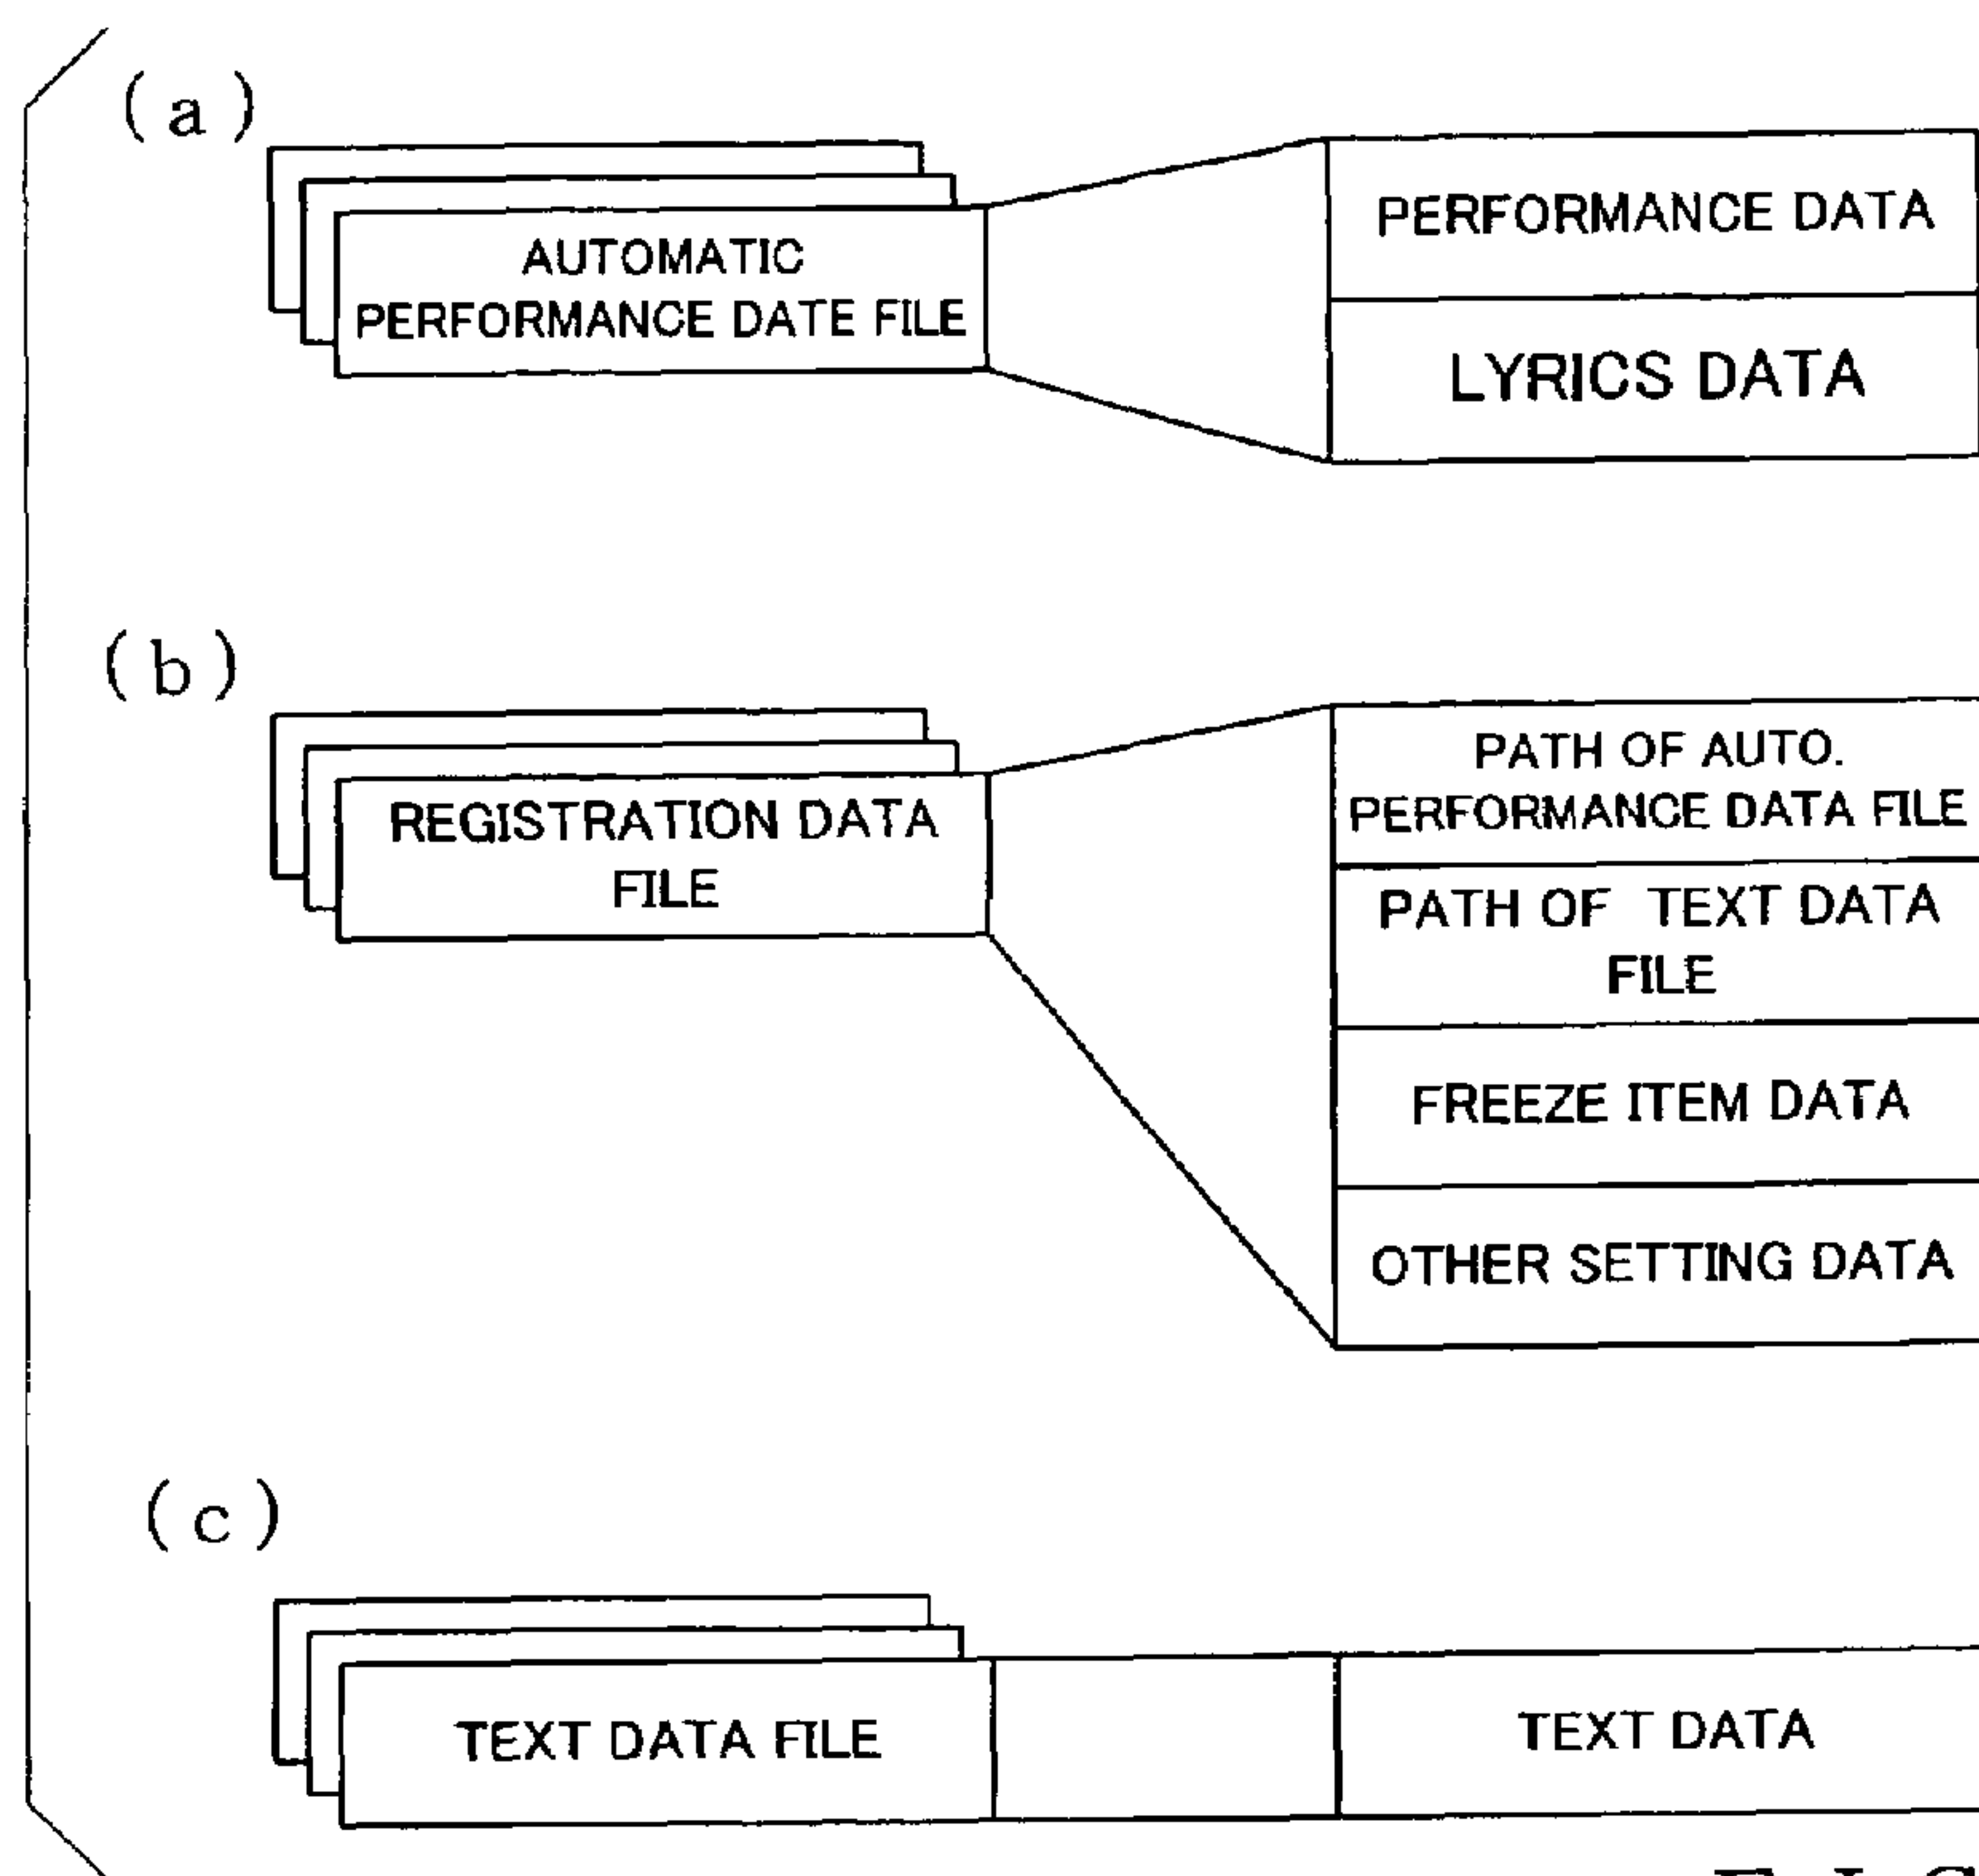 (a)
AUTOMATIC
PERFORMANCE DATE FILE
PERFORMANCE DATA
LYRICS DATA
(b)
REGISTRATION DATA
FILE
PATH OF AUTO.
PERFORMANCE DATA FILE
PATH OF TEXT DATA
FILE
FREEZE ITEM DATA
OTHER SETTING DATA
(c)
TEXT DATA FILE
TEXT DATA